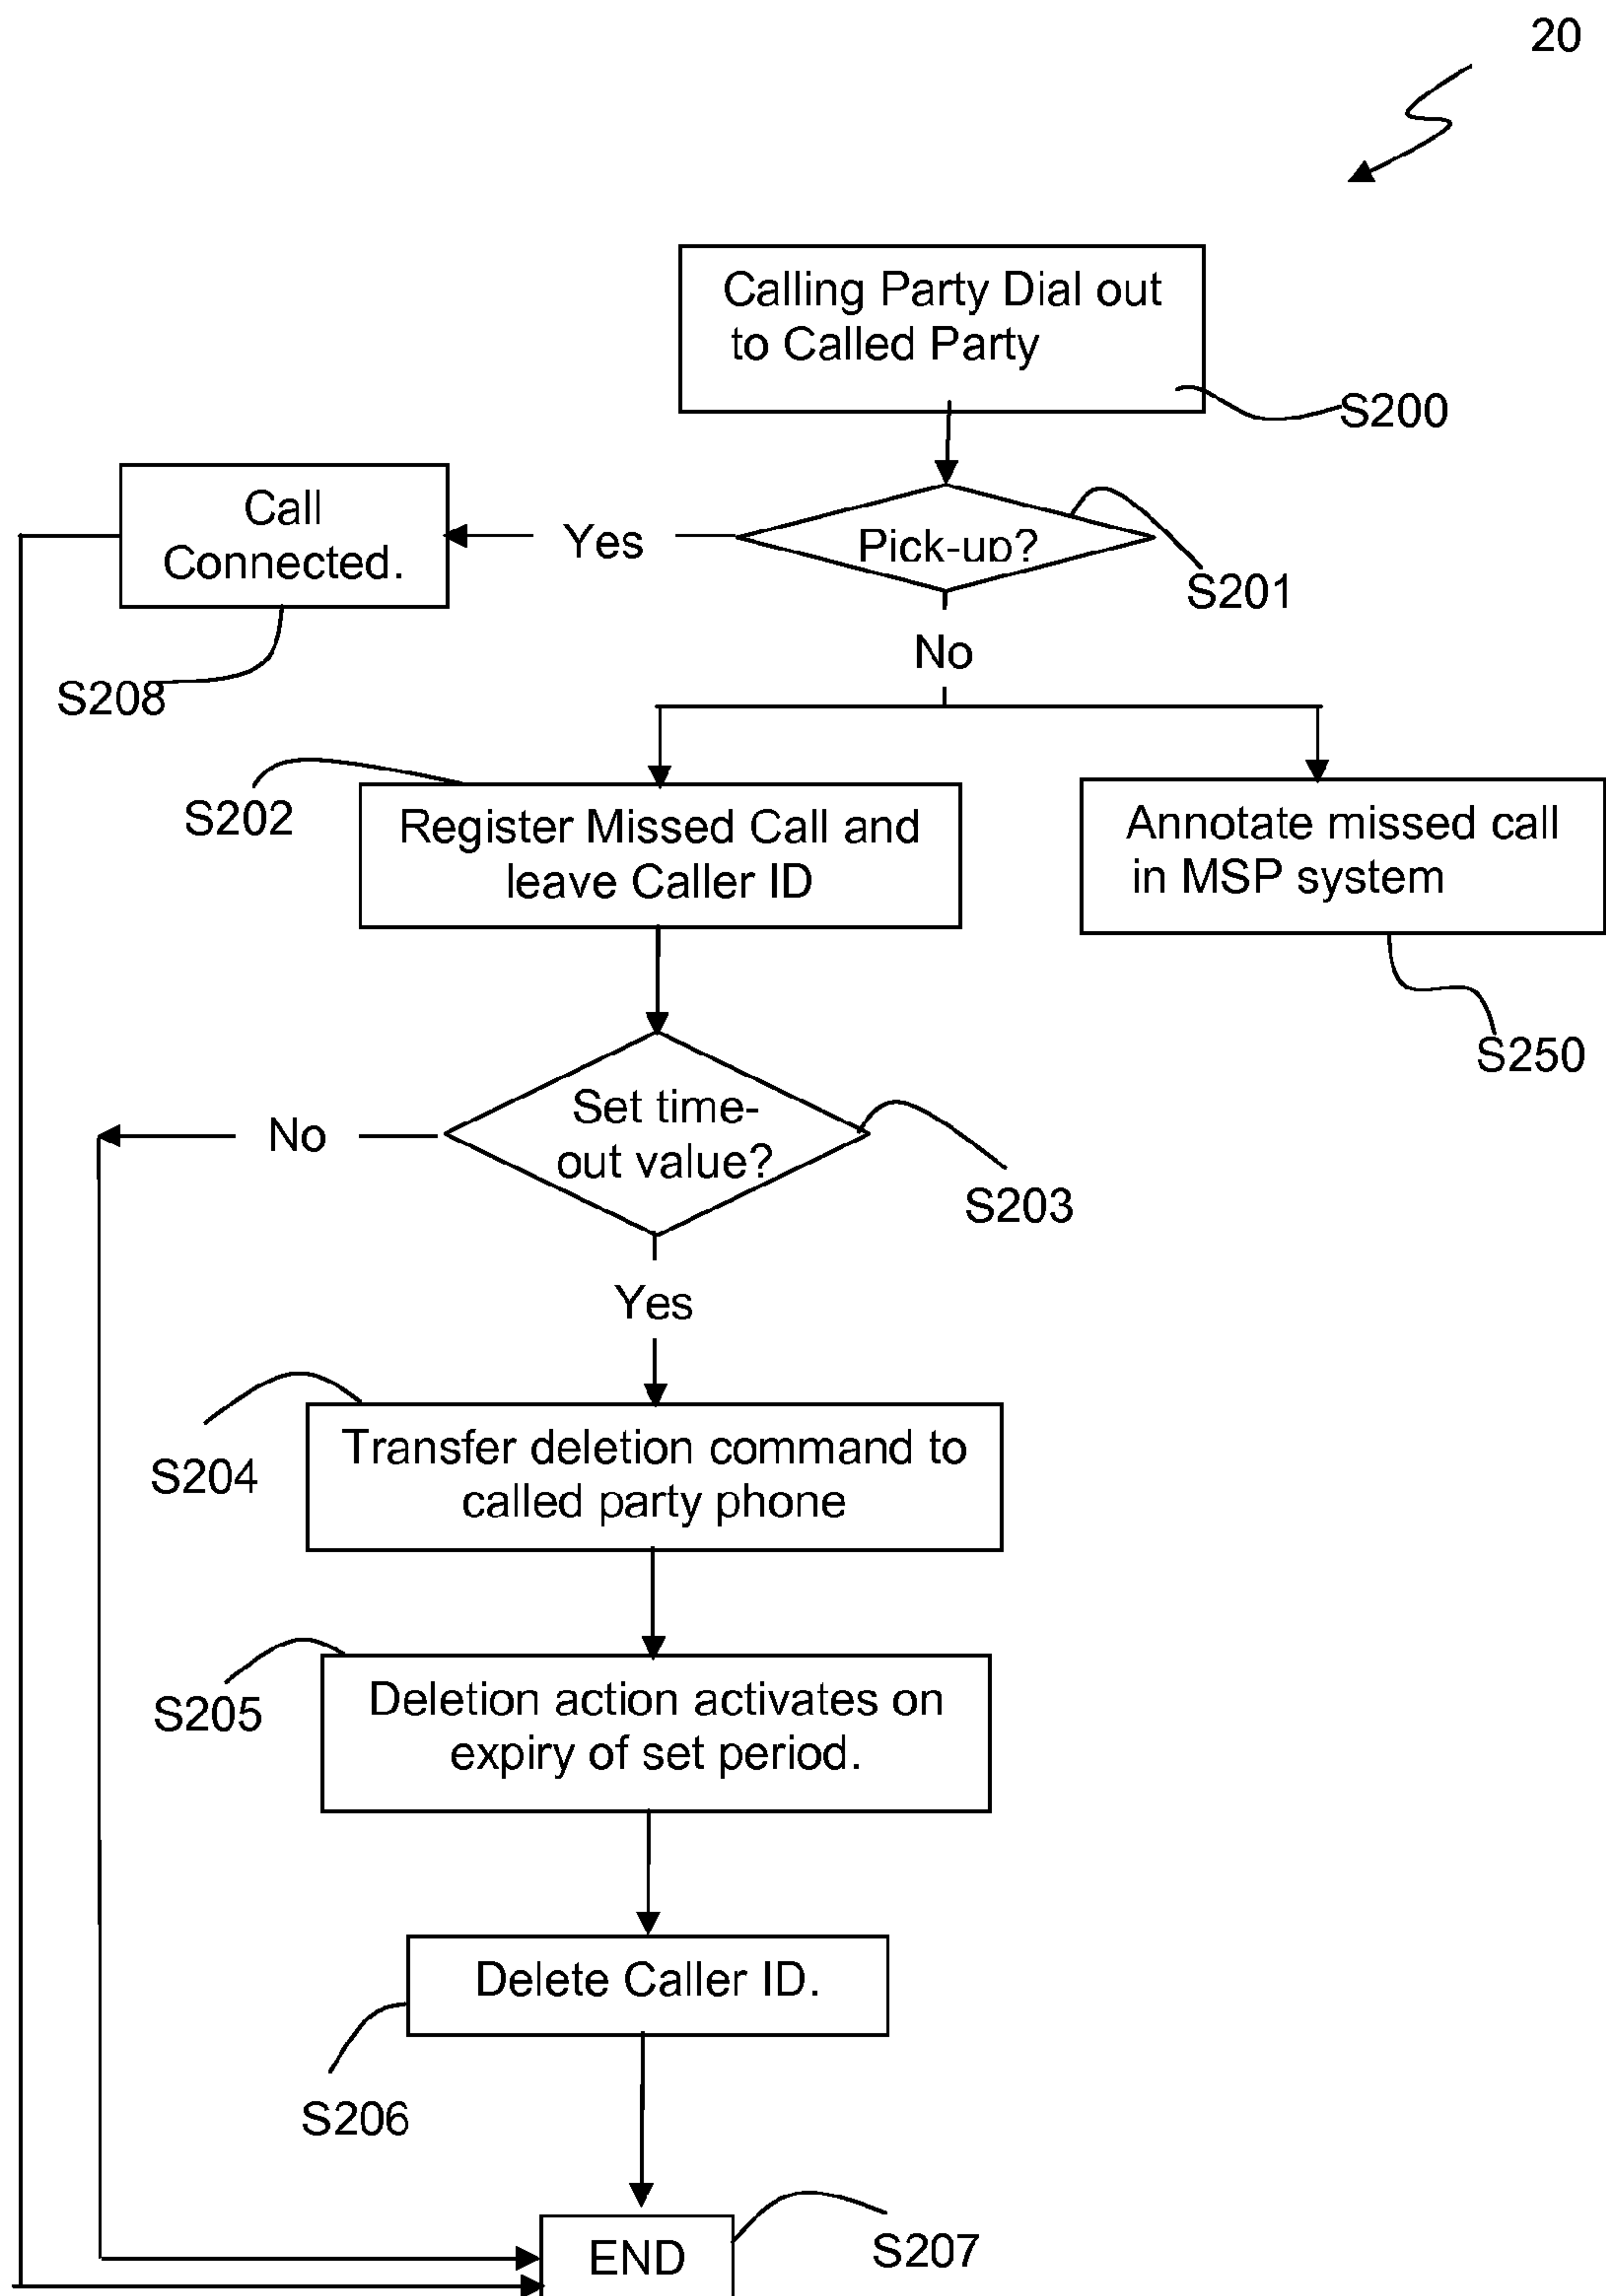 20
Calling Party Dial out
to Called Party
S200
Call
Connected.
Yes
Pick-up?
S201
No
S208
S202
Register Missed Call and
leave Caller ID
Annotate missed call
in MSP system
S250
Set time-
out value?
No
S203
Yes
S204
Transfer deletion command to
called party phone
S205
Deletion action activates on
expiry of set period.
Delete Caller ID.
S206
END
S207